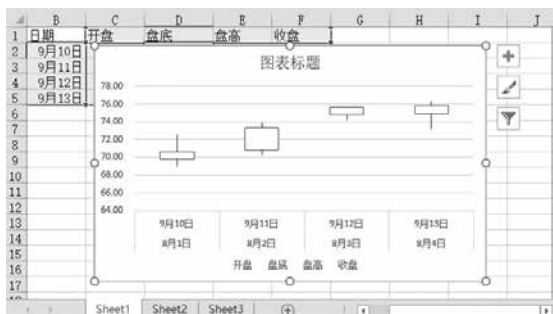 B C D E F G H I J
1 日期 开盘 盘底 盘高 收盘
2 9月10日
3 9月11日
4 9月12日
5 9月13日
6
7
8
9
10
11
12
13
14
15
16
17
图表标题
78.00
76.00
74.00
72.00
70.00
68.00
66.00
64.00
9月10日 9月11日 9月12日 9月13日
8月1日 8月2日 8月3日 8月4日
开盘 盘底 盘高 收盘
Sheet1 Sheet2 Sheet3